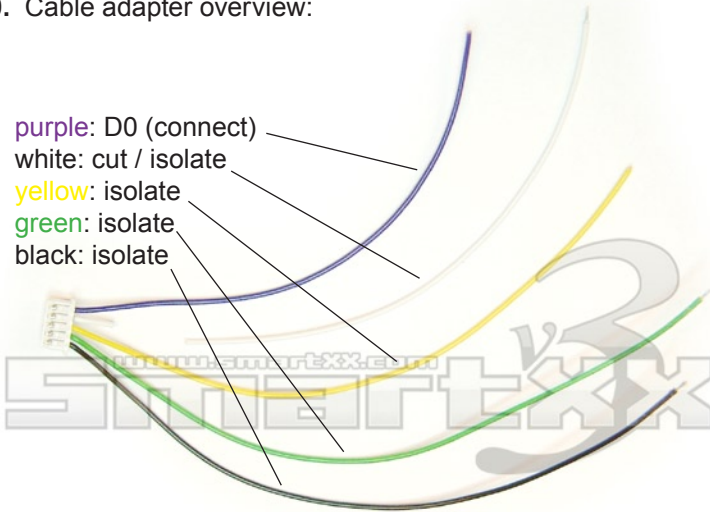 . Cable adapter overview:
purple: D0 (connect)
white: cut / isolate
yellow: isolate
green: isolate
black: isolate
www.smartxx.com
smartxx
v3